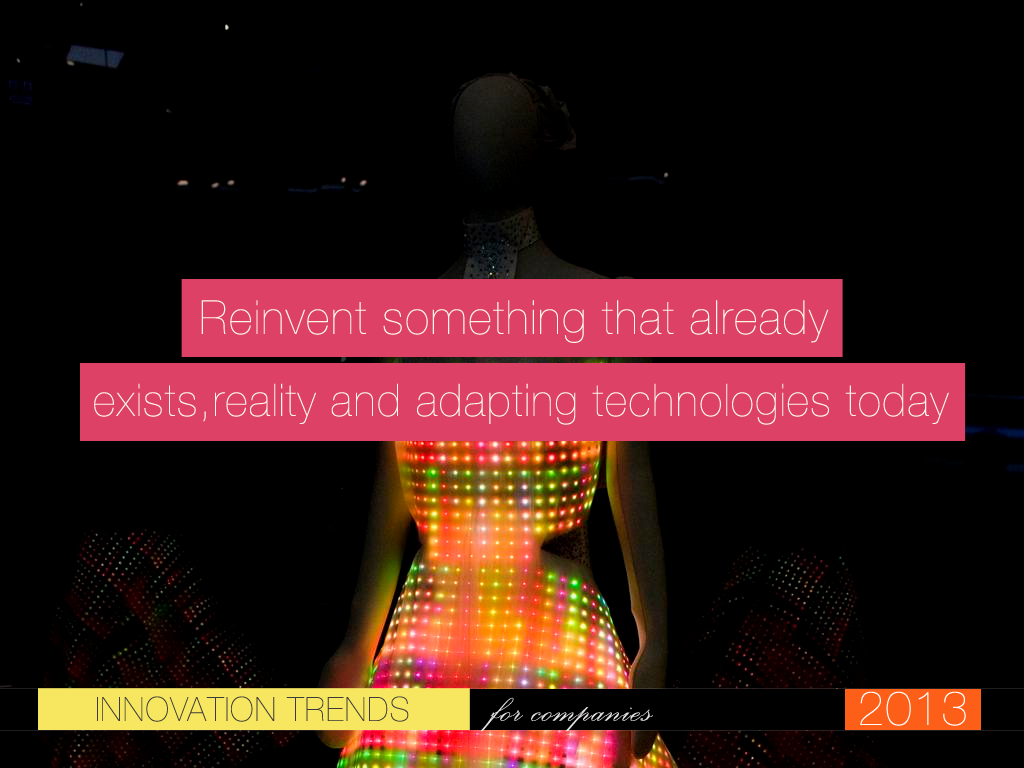 Reinvent something that already
exists,reality and adapting technologies today
INNOVATION TRENDS for companies 2013